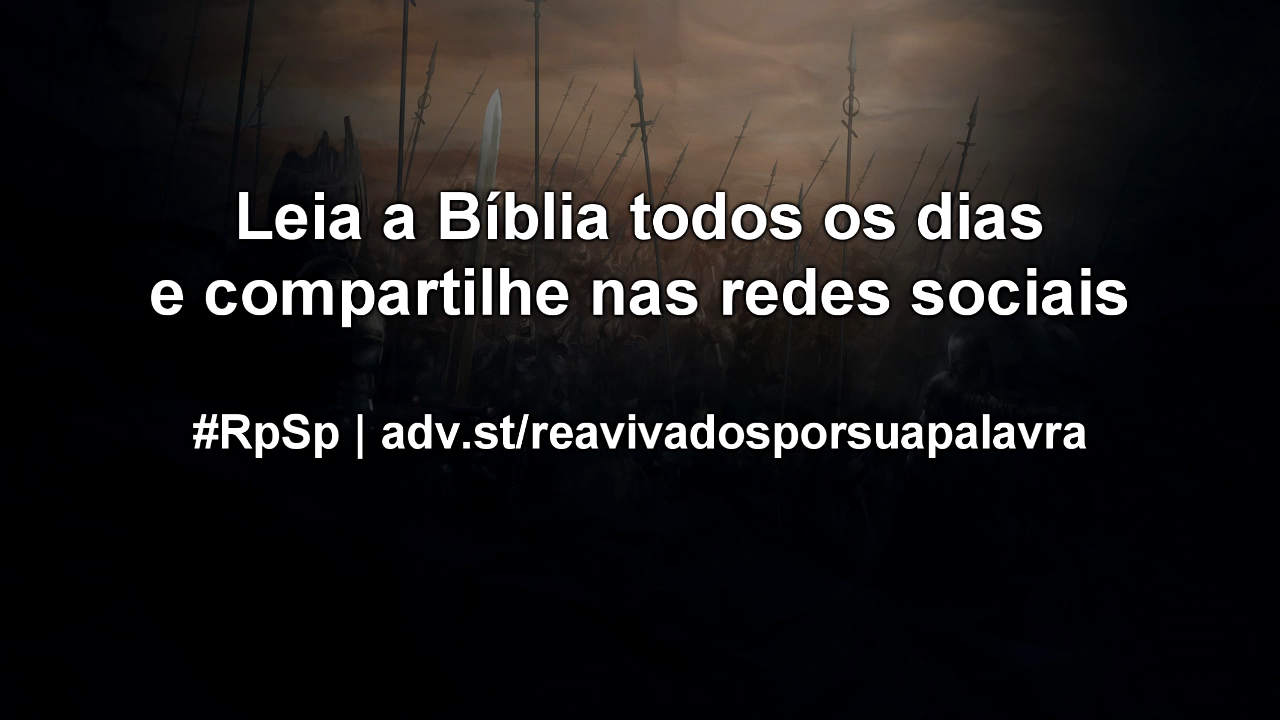 Leia a Bíblia todos os dias
e compartilhe nas redes sociais
#RpSp | adv.st/reavivadosporsuapalavra